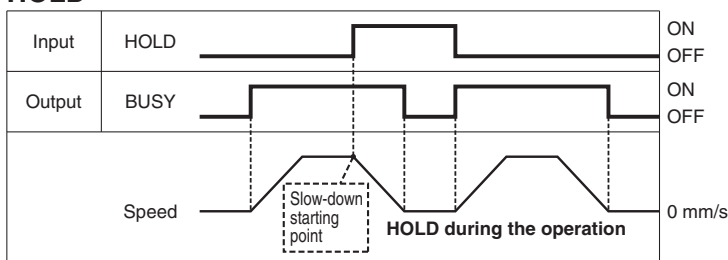 HOLD
Input HOLD ON
OFF
Output BUSY ON
OFF
Speed 0 mm/s
Slow-down
starting
point
HOLD during the operation